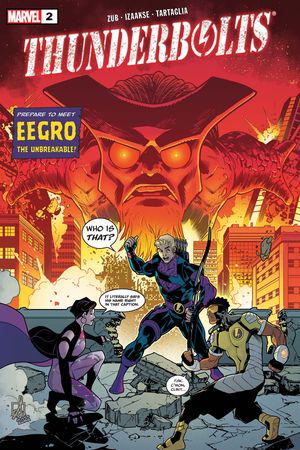 MARVEL 2
ZUB · IZAAKSE · TARTAGLIA
THUNDERBOLTS
PREPARE TO MEET
EEGRO
THE UNBREAKABLE!
WHO IS
THAT?
IT LITERALLY SAYS
HIS NAME RIGHT
IN THAT CAPTION.
C'MON,
CLINT.